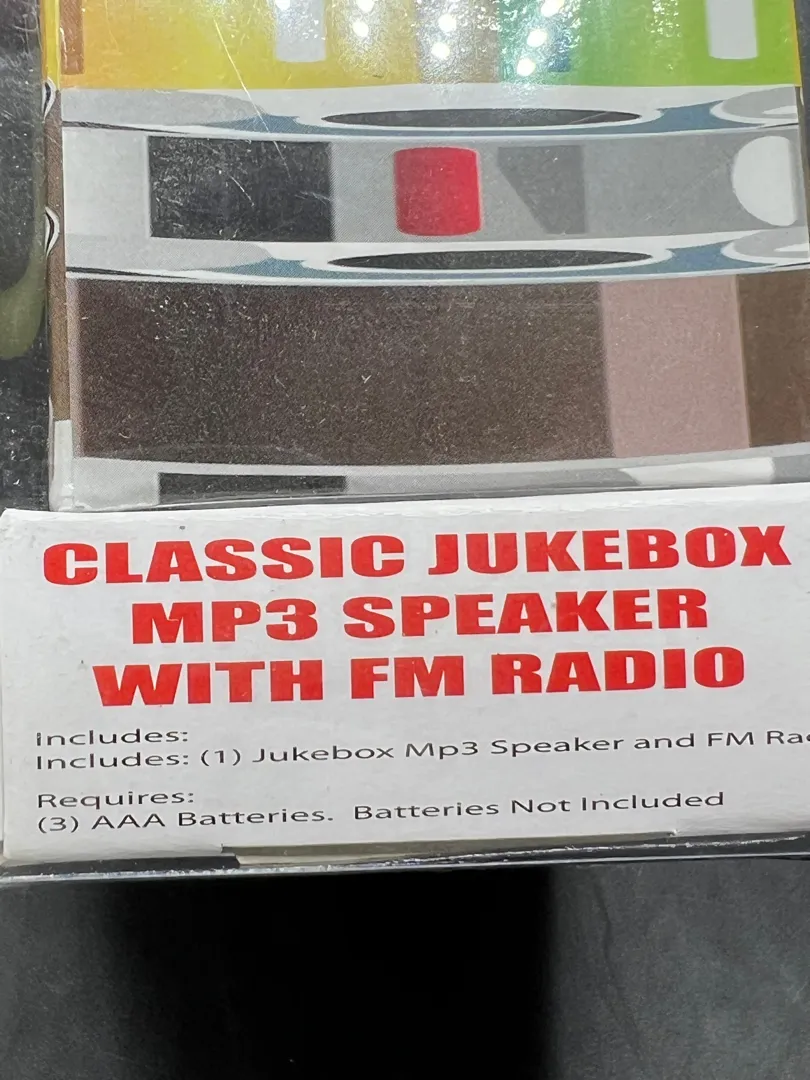 CLASSIC JUKEBOX
MP3 SPEAKER
WITH FM RADIO
Includes:
Includes: (1) Jukebox Mp3 Speaker and FM
Requires:
(3) AAA Batteries. Batteries Not Included